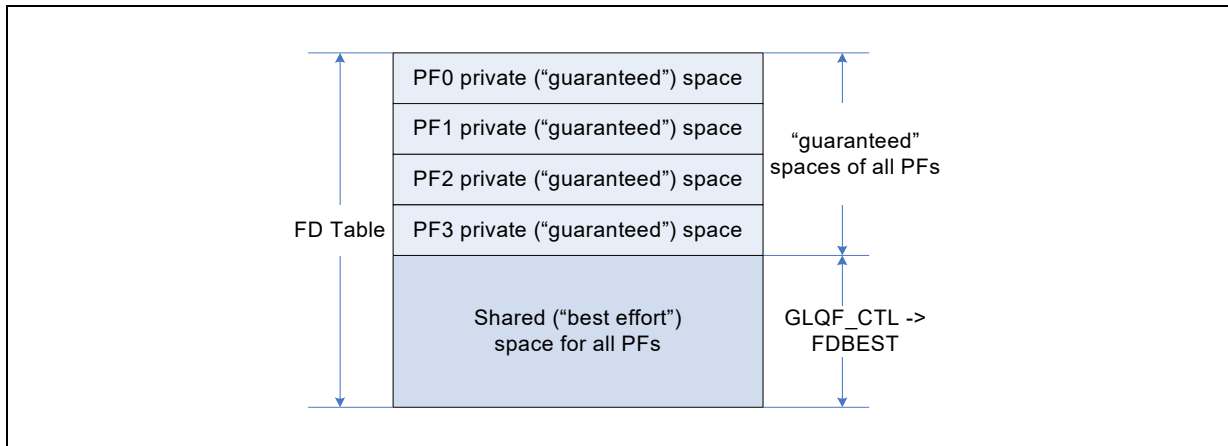 PF0 private (“guaranteed”) space
PF1 private (“guaranteed”) space
PF2 private (“guaranteed”) space
PF3 private (“guaranteed”) space
“guaranteed”
spaces of all PFs
FD Table
Shared (“best effort”)
space for all PFs
GLQF_CTL ->
FDBEST